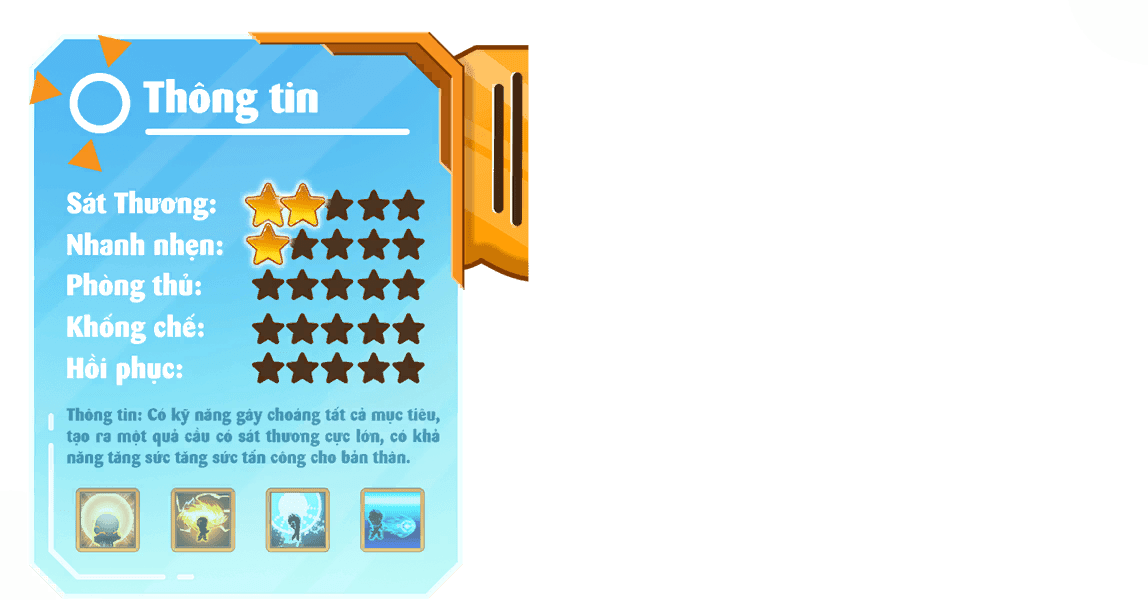 Thông tin
Sát Thương:
Nhanh nhẹn:
Phòng thủ:
Khống chế:
Hồi phục:
Thông tin: Có kỹ năng gây choáng tất cả mục tiêu,
tạo ra một quả cầu có sát thương cực lớn, có khả
năng tăng sức tăng sức tấn công cho bản thân.